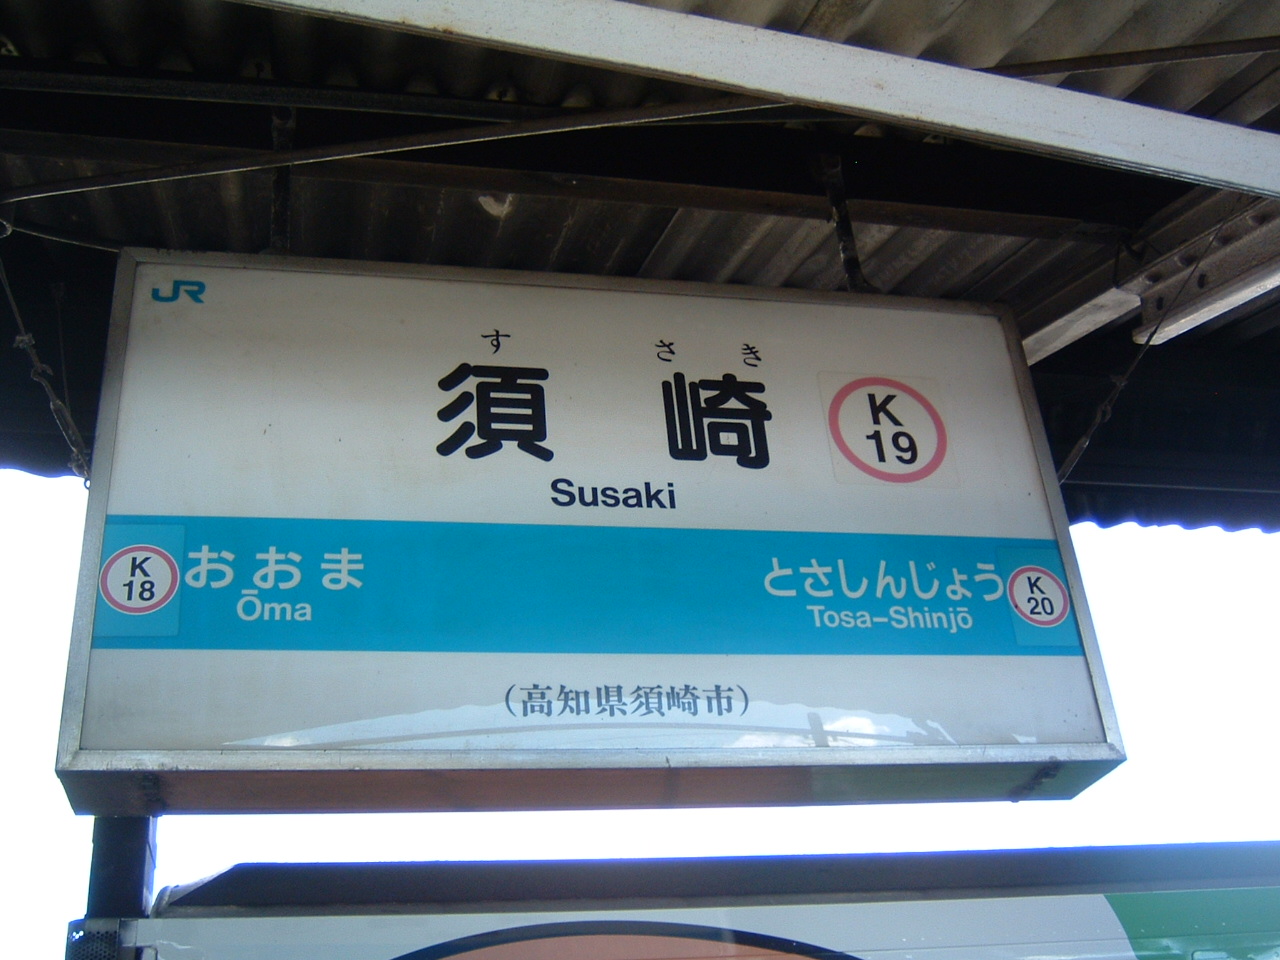 JR
す さ き
須 崎
K
19
Susaki
K
18
おおま
Ōma
とさしんじょう
Tosa-Shinjō
K
20
(高知県須崎市)